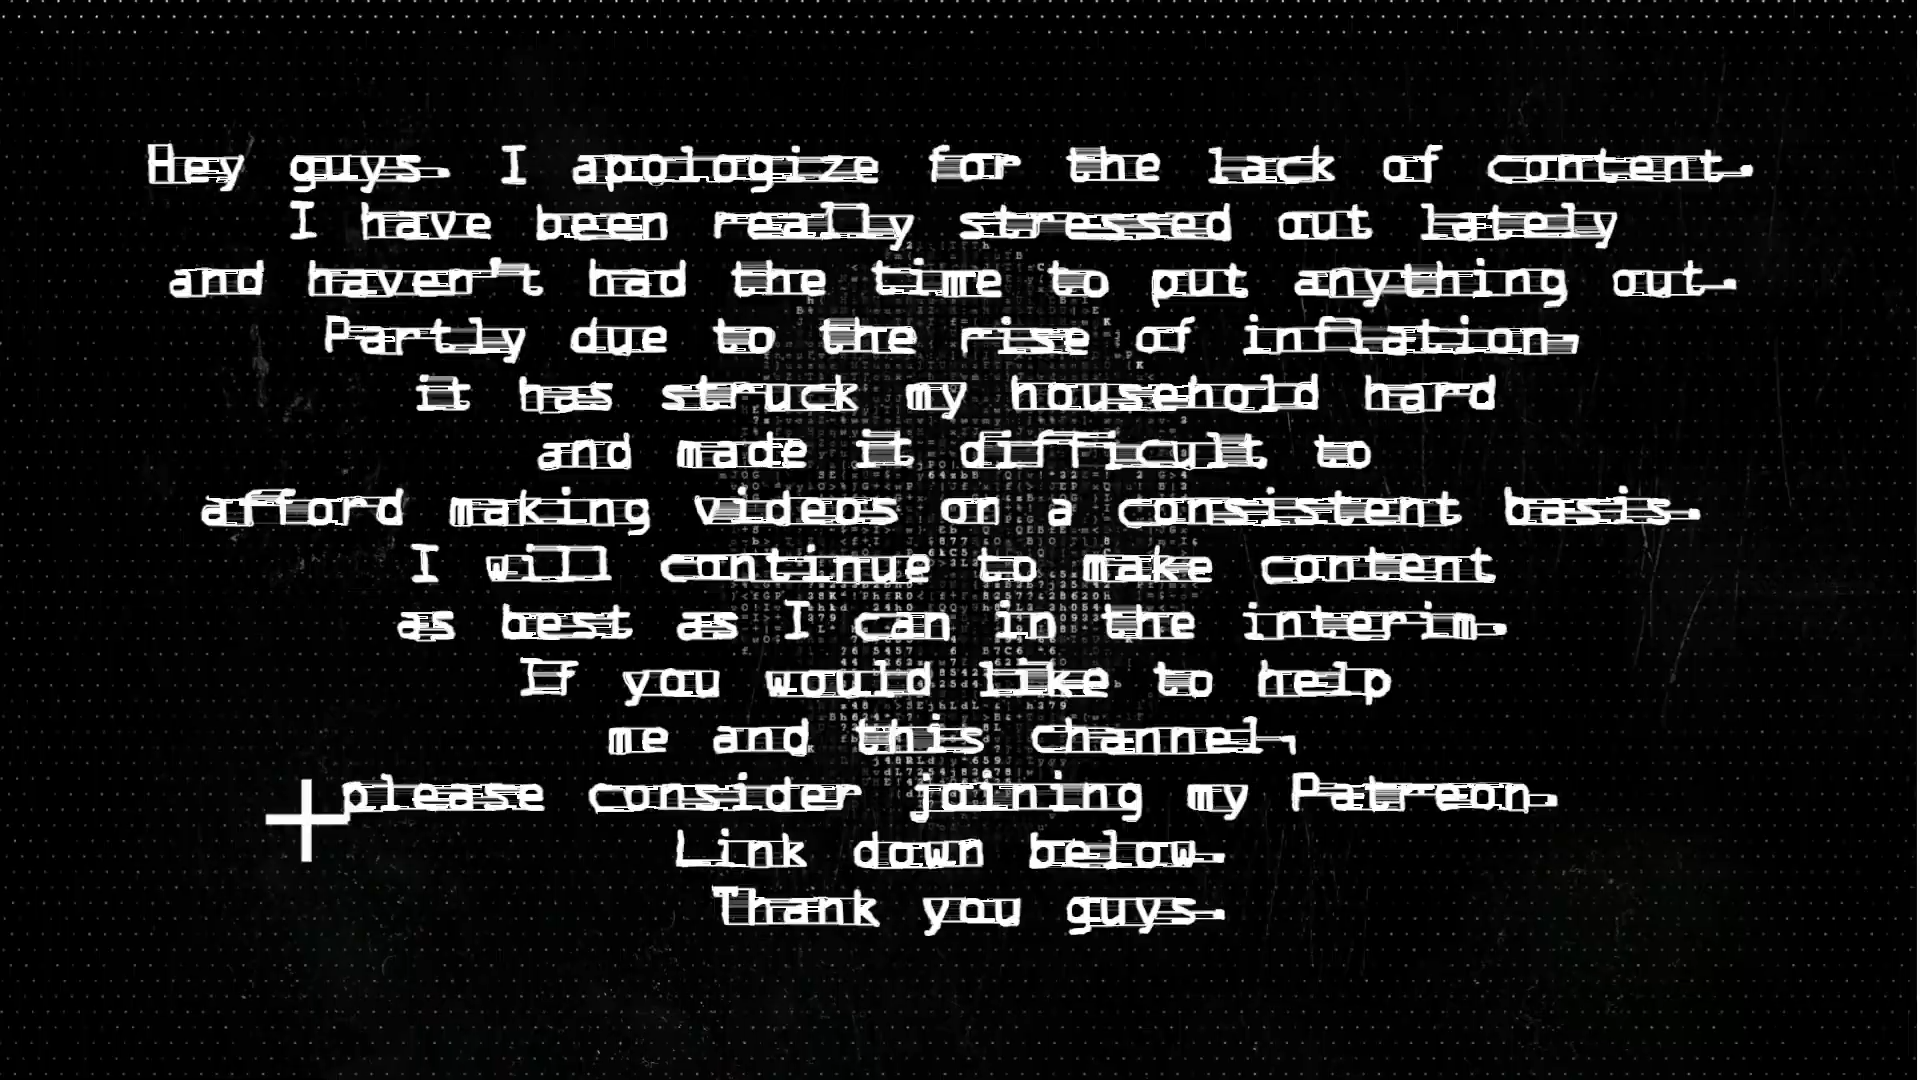 Hey guys. I apologize for the lack of content.
I have been really stressed out lately
and haven't had the time to put anything out.
Partly due to the rise of inflation,
it has struck my household hard
and made it difficult to
afford making videos on a consistent basis.
I will continue to make content
as best as I can in the interim.
If you would like to help
me and this channel,
please consider joining my Patreon.
Link down below.
Thank you guys.